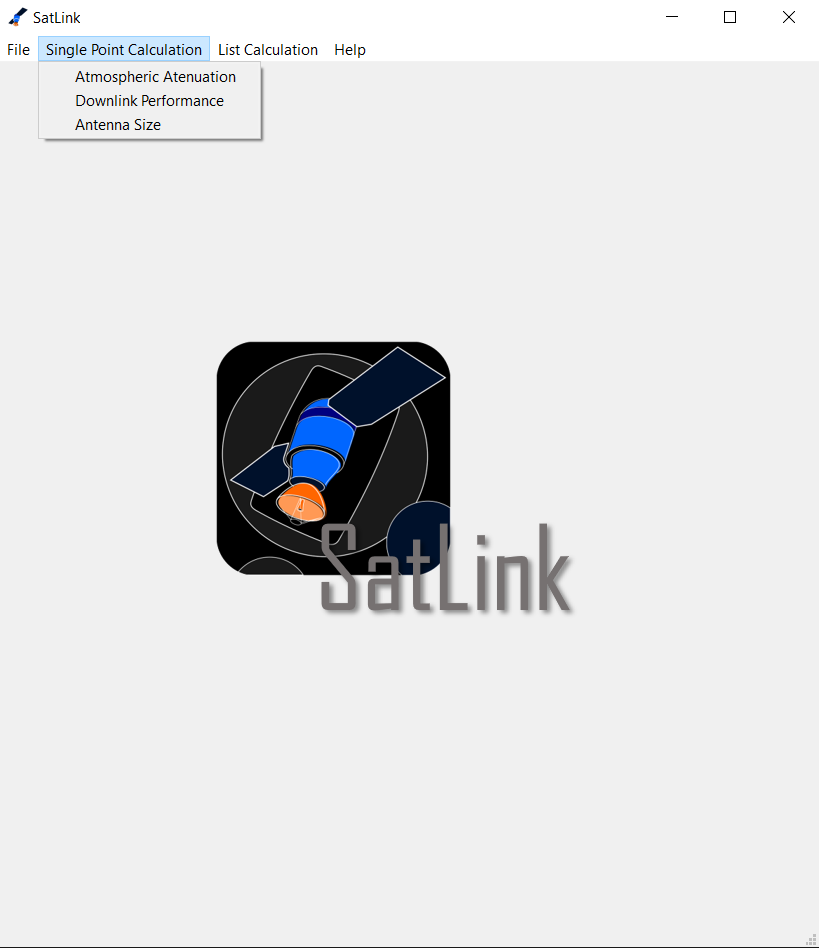 SatLink
File Single Point Calculation List Calculation Help
Atmospheric Atenuation
Downlink Performance
Antenna Size
SatLink